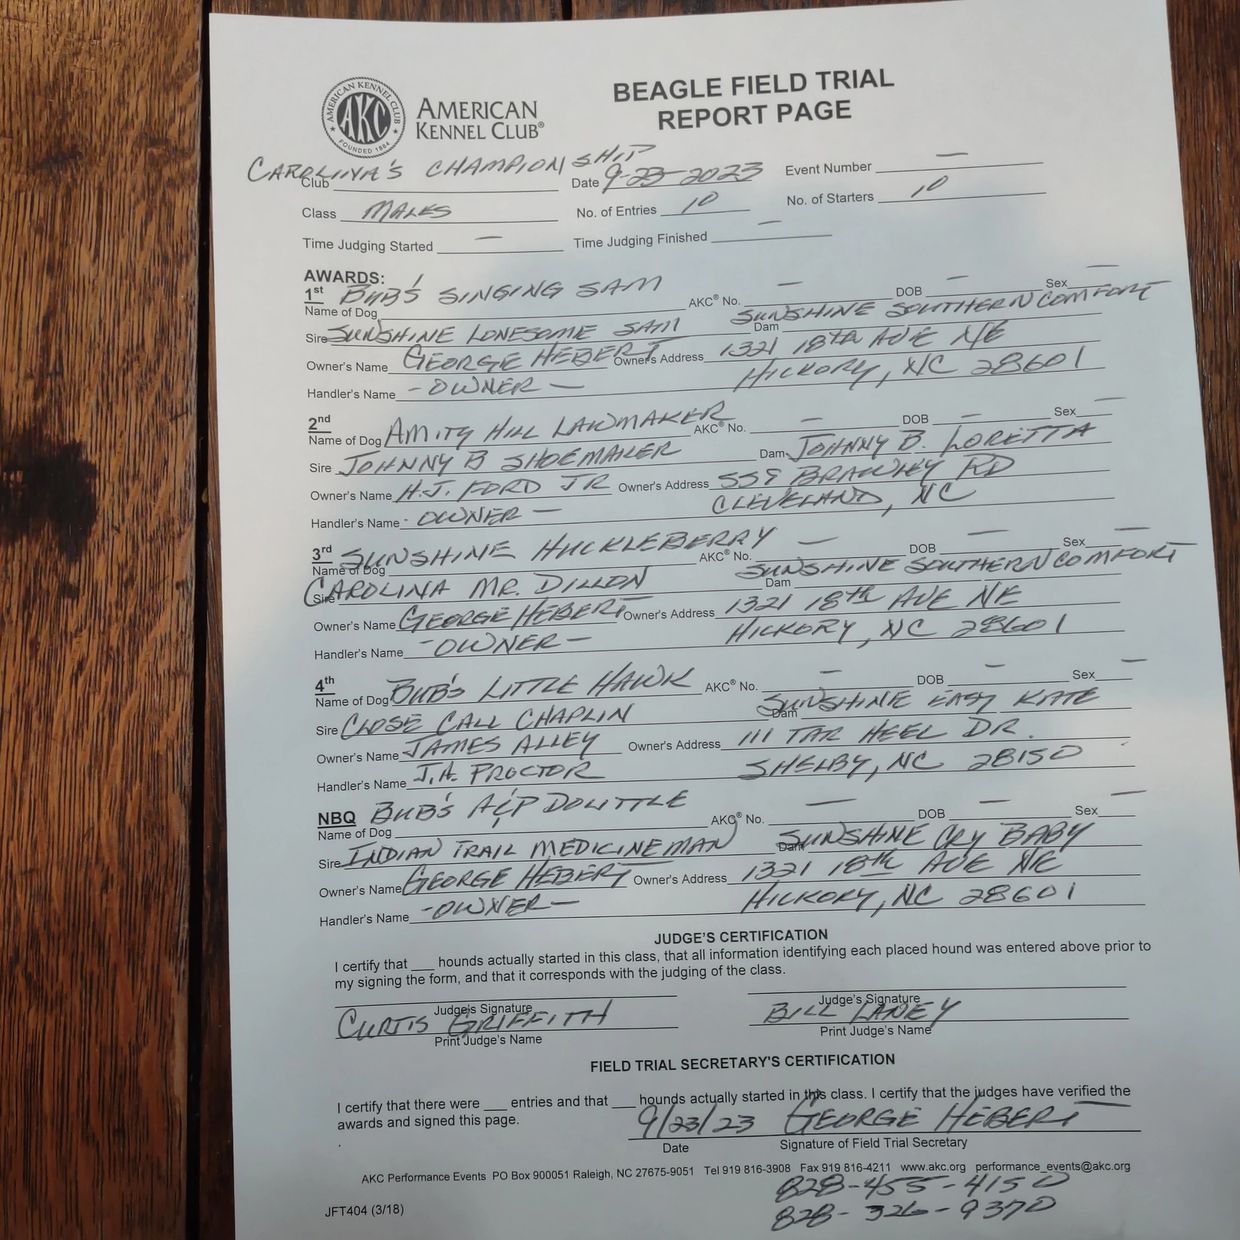 AMERICAN KENNEL CLUB
AKC
FOUNDED 1884
AMERICAN
KENNEL CLUB®
BEAGLE FIELD TRIAL
REPORT PAGE
Club CAROLINA'S CHAMPIONSHIP Date 9-23-2023 Event Number —
Class MALES No. of Entries 10 No. of Starters 10
Time Judging Started — Time Judging Finished —
AWARDS:
1st
Name of Dog BUB'S SINGING SAM AKC® No. — DOB — Sex —
Sire SUNSHINE LONESOME SAM Dam SUNSHINE SOUTHERN COMFORT
Owner's Name GEORGE HEBERT Owner's Address 1321 18th AVE NE
Handler's Name -OWNER- HICKORY, NC 28601
2nd
Name of Dog AMITY HILL LAWMAKER AKC® No. — DOB — Sex —
Sire JOHNNY B SHOEMAKER Dam JOHNNY B. LORETTA
Owner's Name H.J. FORD JR Owner's Address 559 BRAWLEY RD
Handler's Name -OWNER- CLEVELAND, NC
3rd
Name of Dog SUNSHINE HUCKLEBERRY AKC® No. — DOB — Sex —
Sire CAROLINA MR. DILLON Dam SUNSHINE SOUTHERN COMFORT
Owner's Name GEORGE HEBERT Owner's Address 1321 18th AVE NE
Handler's Name -OWNER- HICKORY, NC 28601
4th
Name of Dog BUB'S LITTLE HAWK AKC® No. — DOB — Sex —
Sire CLOSE CALL CHAPLIN Dam SUNSHINE EASY KATE
Owner's Name JAMES ALLEY Owner's Address 111 TAR HEEL DR.
Handler's Name J.A. PROCTOR SHELBY, NC 28150
NBQ
Name of Dog BUB'S A&P DOLITTLE AKC® No. — DOB — Sex —
Sire INDIAN TRAIL MEDICINEMAN Dam SUNSHINE CRY BABY
Owner's Name GEORGE HEBERT Owner's Address 1321 18th AVE NE
Handler's Name -OWNER- HICKORY, NC 28601
JUDGE'S CERTIFICATION
I certify that ___ hounds actually started in this class, that all information identifying each placed hound was entered above prior to
my signing the form, and that it corresponds with the judging of the class.
Judge's Signature Judge's Signature
CURTIS GRIFFITH BILL LANEY
Print Judge's Name Print Judge's Name
FIELD TRIAL SECRETARY'S CERTIFICATION
I certify that there were ___ entries and that ___ hounds actually started in this class. I certify that the judges have verified the
awards and signed this page.
9/23/23 GEORGE HEBERT
Date Signature of Field Trial Secretary
AKC Performance Events PO Box 900051 Raleigh, NC 27675-9051 Tel 919 816-3908 Fax 919 816-4211 www.akc.org performance_events@akc.org
828-455-4150
828-326-9370
JFT404 (3/18)